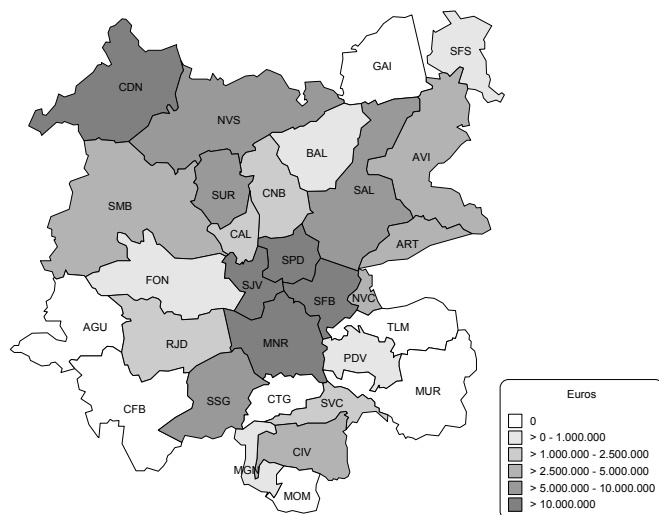 SFS
GAI
CDN
NVS
BAL
AVI
SUR
CNB
SAL
SMB
CAL
ART
SPD
FON
SJV
SFB
NVC
AGU
TLM
RJD
MNR
PDV
MUR
CFB
SSG
CTG
SVC
CIV
MGN
MOM
Euros
0
> 0 - 1.000.000
> 1.000.000 - 2.500.000
> 2.500.000 - 5.000.000
> 5.000.000 - 10.000.000
> 10.000.000